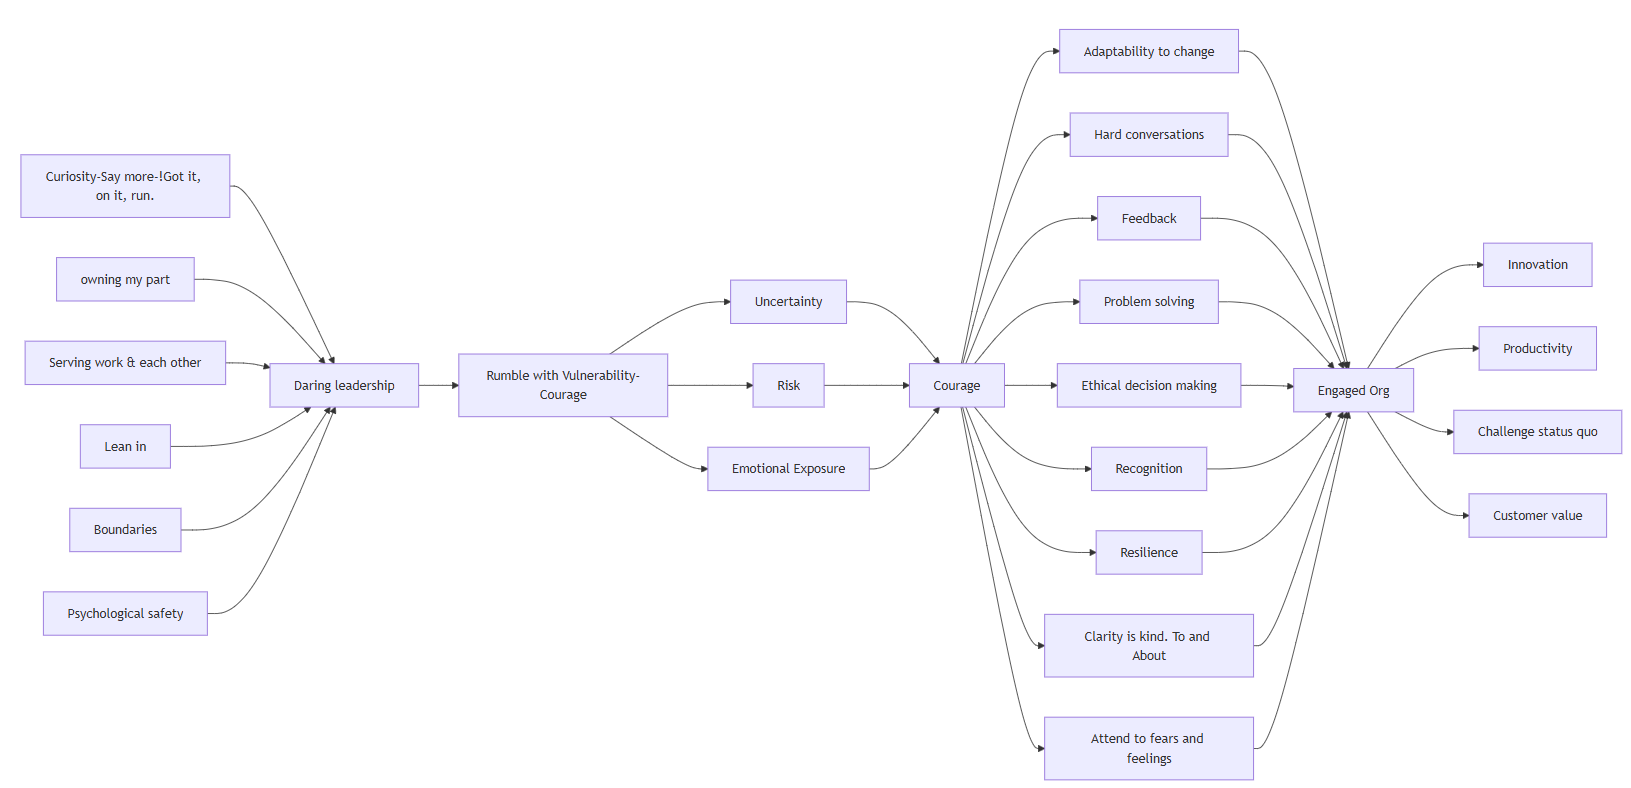 Curiosity-Say more-!Got it,
on it, run.
owning my part
Serving work & each other
Lean in
Boundaries
Psychological safety
Daring leadership
Rumble with Vulnerability-
Courage
Uncertainty
Risk
Emotional Exposure
Courage
Adaptability to change
Hard conversations
Feedback
Problem solving
Ethical decision making
Recognition
Resilience
Clarity is kind. To and
About
Attend to fears and
feelings
Engaged Org
Innovation
Productivity
Challenge status quo
Customer value